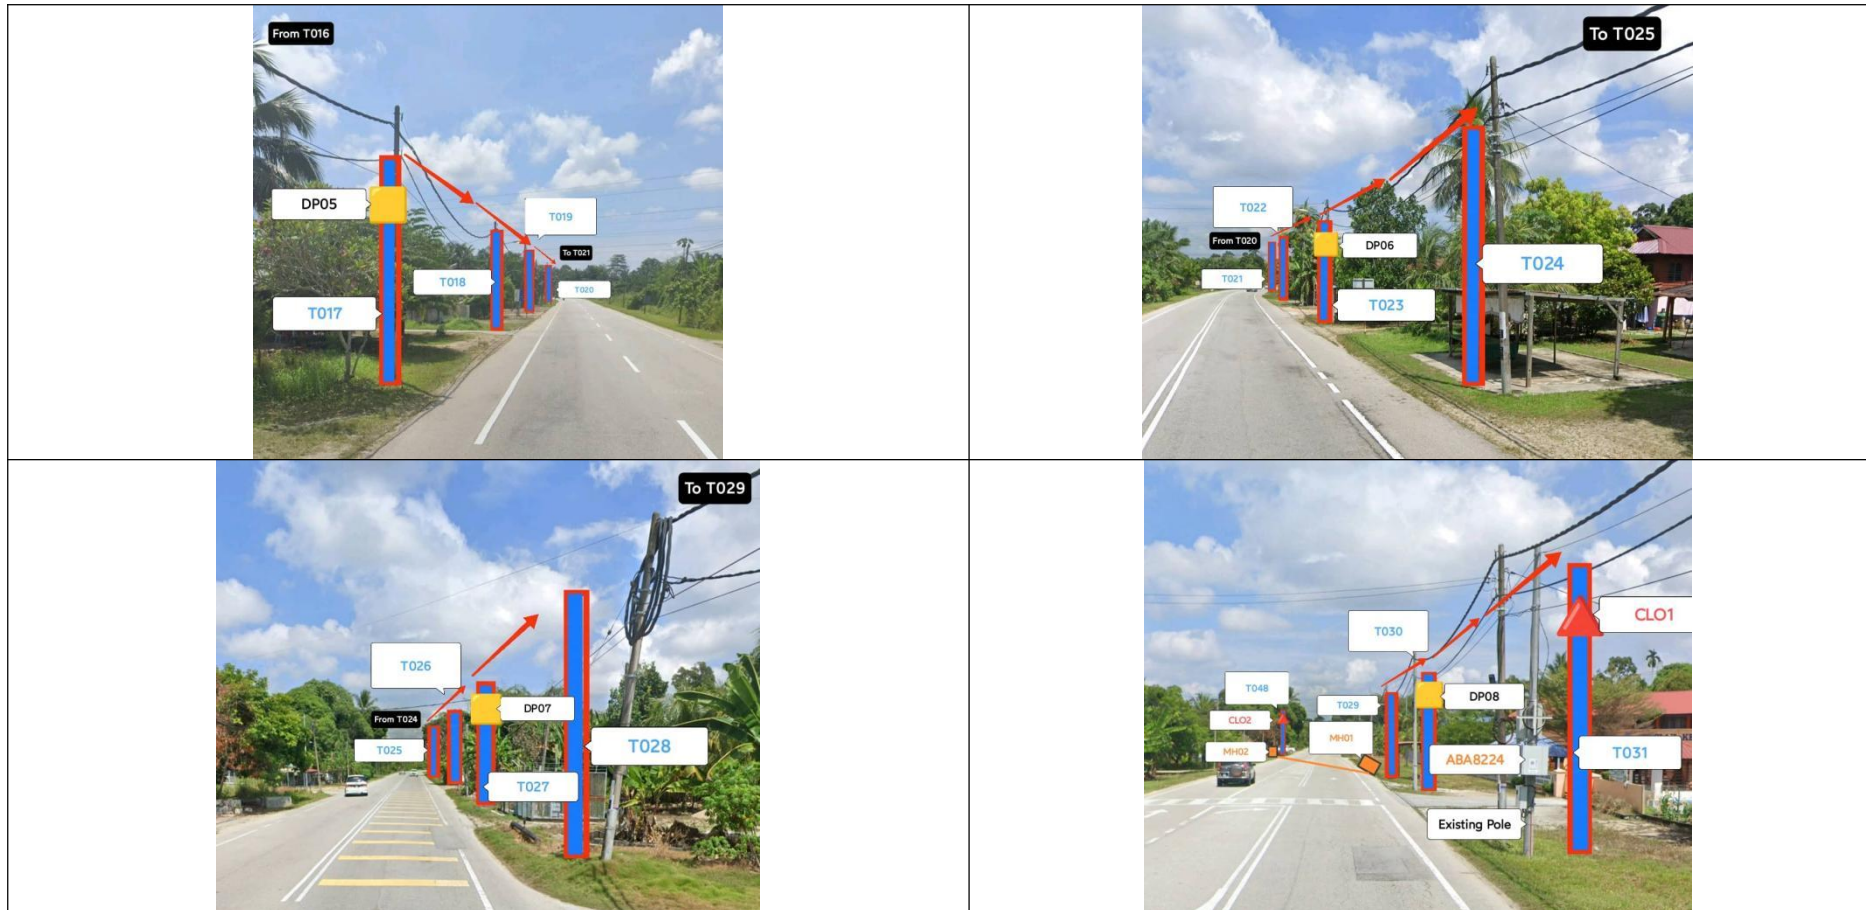 From T016
DP05
T019
To T021
T018
T020
T017
To T025
T022
From T020
DP06
T021
T024
T023
To T029
T026
DP07
From T024
T025
T028
T027
CLO1
T030
T048
DP08
T029
CLO2
MH01
MH02
ABA8224
T031
Existing Pole